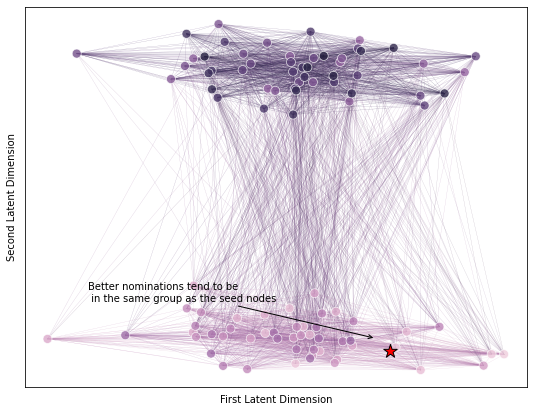 Second Latent Dimension
Better nominations tend to be
in the same group as the seed nodes
First Latent Dimension